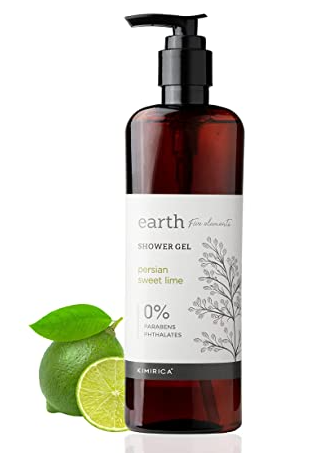 earth Five elements
SHOWER GEL
persian
sweet lime
0%
PARABENS
PHTHALATES
KIMIRICA